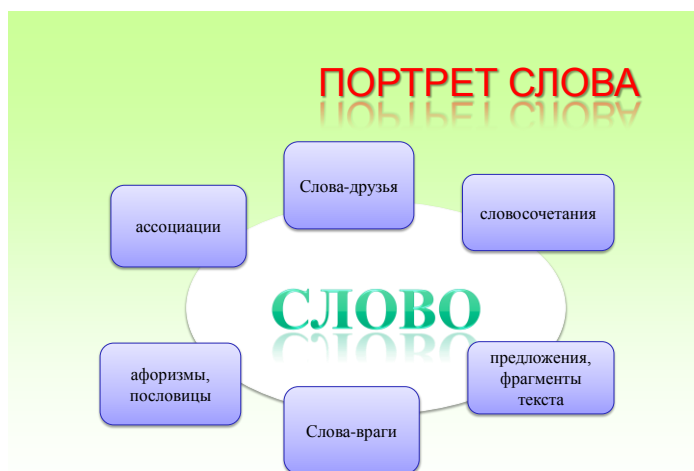 ПОРТРЕТ СЛОВА
Слова-друзья
ассоциации
словосочетания
СЛОВО
афоризмы,
пословицы
предложения,
фрагменты
текста
Слова-враги